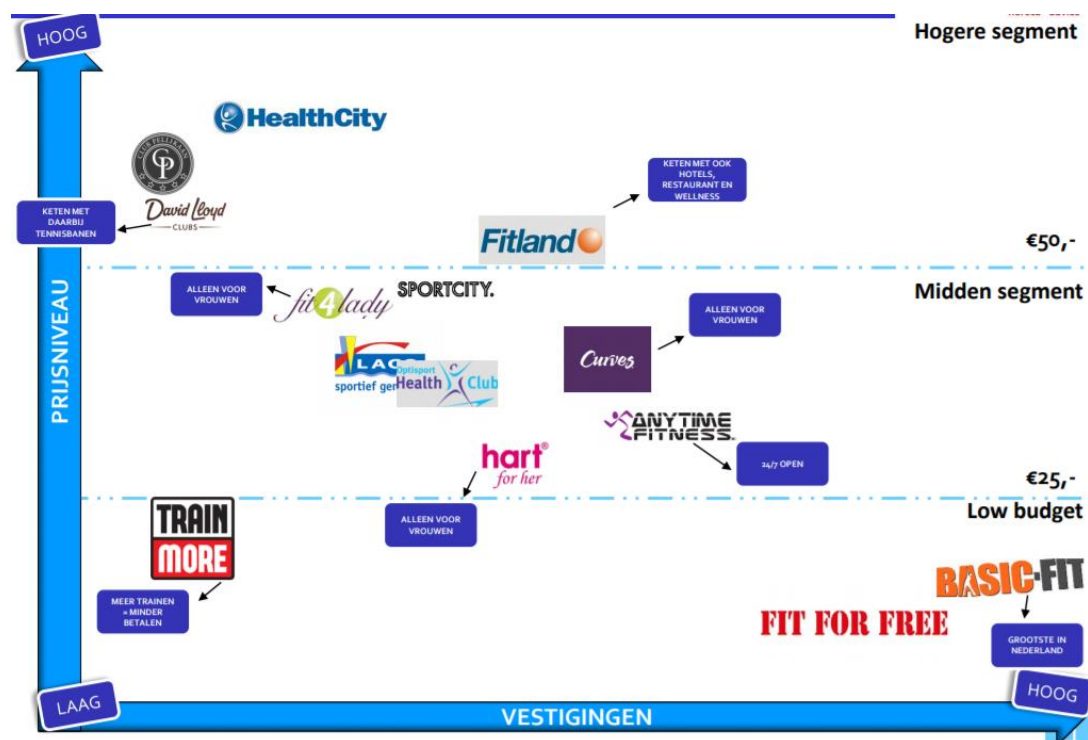 HOOG
Hogere segment
HealthCity
CLUB PELLIKAAN
CP
David Lloyd
CLUBS
KETEN MET
DAARBIJ
TENNISBANEN
KETEN MET OOK
HOTELS,
RESTAURANT EN
WELLNESS
Fitland
€50,-
ALLEEN VOOR
VROUWEN
fit4lady
SPORTCITY.
Midden segment
ALLEEN VOOR
VROUWEN
sportief
Optisport
Health Club
Curves
ANYTIME
FITNESS
24/7 OPEN
hart®
for her
€25,-
Low budget
ALLEEN VOOR
VROUWEN
TRAIN
MORE
MEER TRAINEN
= MINDER
BETALEN
BASIC-FIT
FIT FOR FREE
GROOTSTE IN
NEDERLAND
PRIJSNIVEAU
LAAG
VESTIGINGEN
HOOG